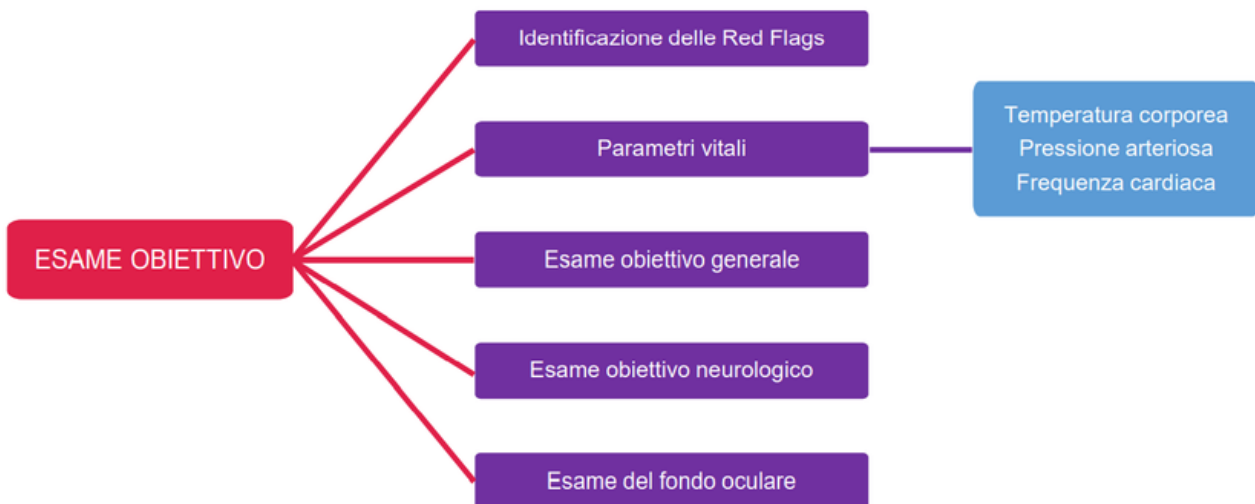 ESAME OBIETTIVO
Identificazione delle Red Flags
Parametri vitali
Temperatura corporea
Pressione arteriosa
Frequenza cardiaca
Esame obiettivo generale
Esame obiettivo neurologico
Esame del fondo oculare